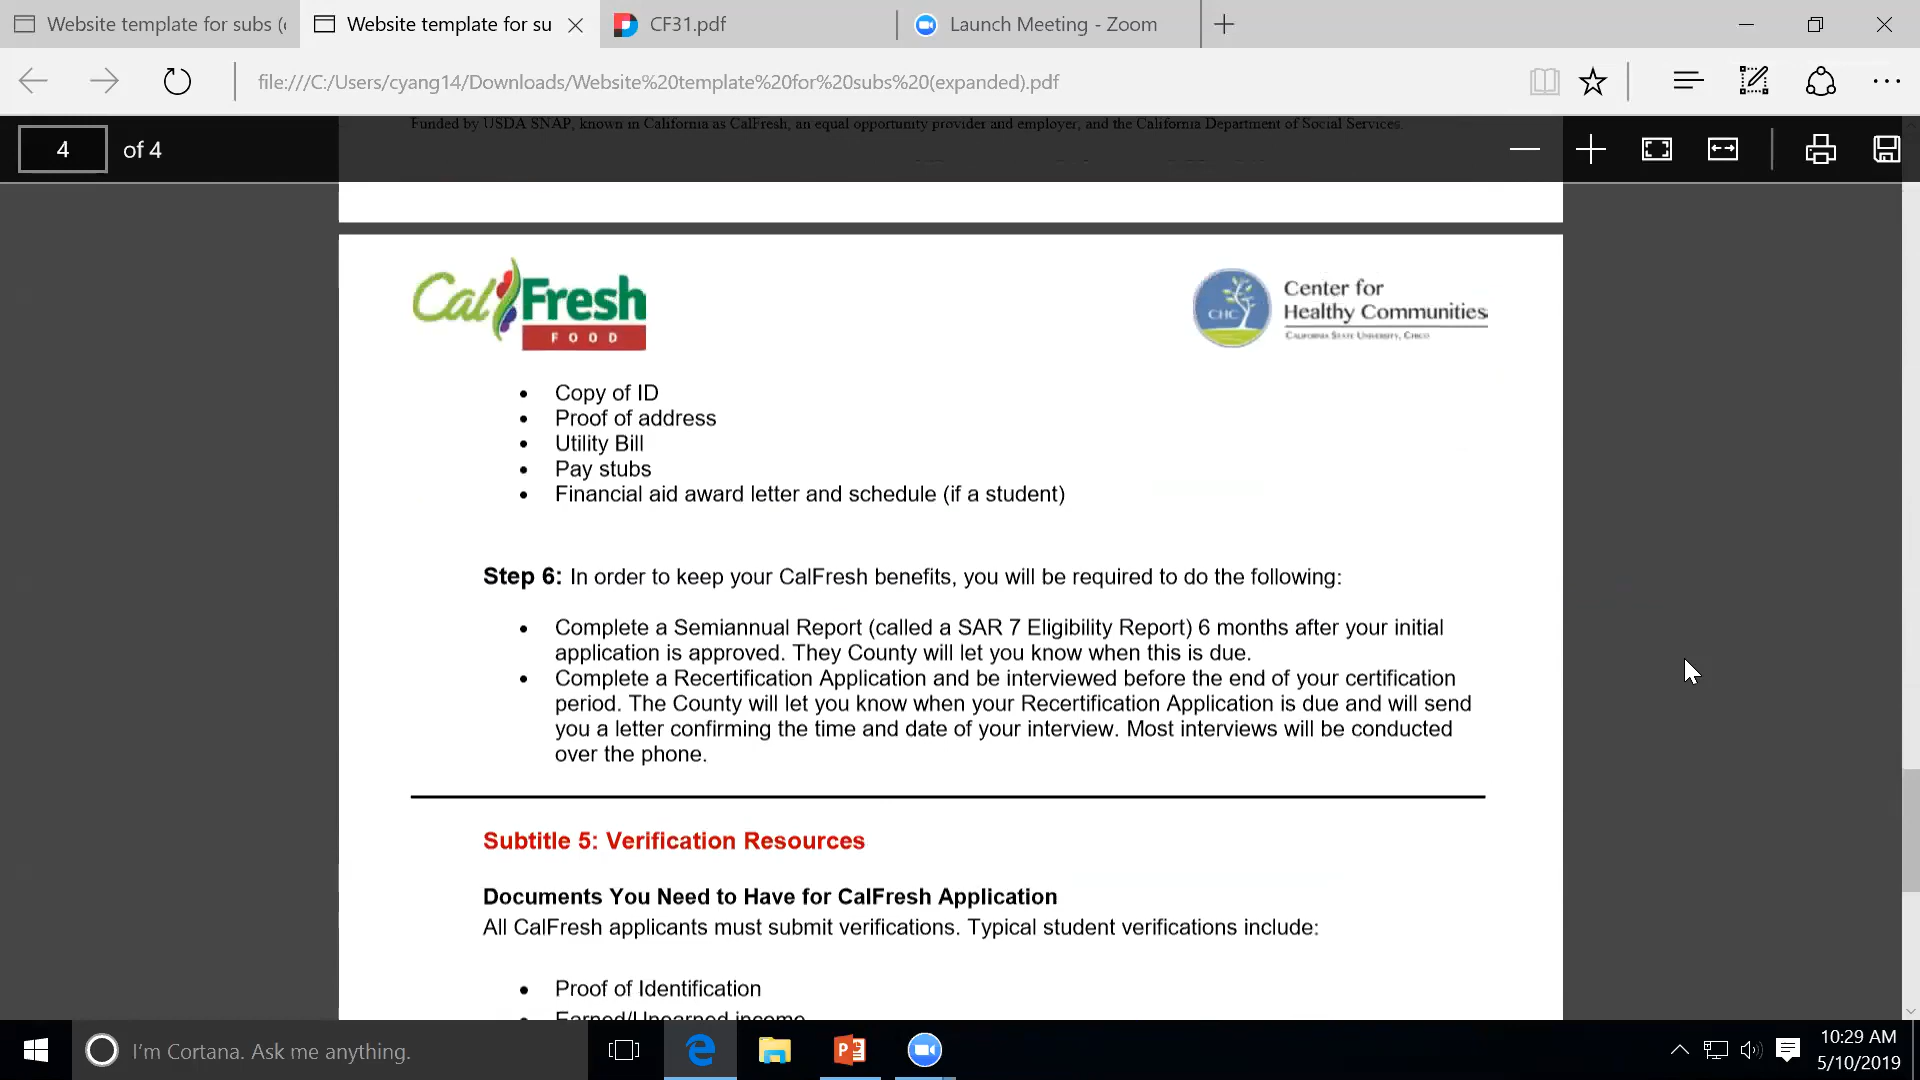 Website template for subs (e
Website template for su
CF31.pdf
Launch Meeting - Zoom
file:///C:/Users/cyang14/Downloads/Website%20template%20for%20subs%20(expanded).pdf
Funded by USDA SNAP, known in California as CalFresh, an equal opportunity provider and employer, and the California Department of Social Services.
4 of 4
CalFresh
FOOD
CHC
Center for
Healthy Communities
California State University, Chico
• Copy of ID
• Proof of address
• Utility Bill
• Pay stubs
• Financial aid award letter and schedule (if a student)
Step 6: In order to keep your CalFresh benefits, you will be required to do the following:
• Complete a Semiannual Report (called a SAR 7 Eligibility Report) 6 months after your initial
application is approved. They County will let you know when this is due.
• Complete a Recertification Application and be interviewed before the end of your certification
period. The County will let you know when your Recertification Application is due and will send
you a letter confirming the time and date of your interview. Most interviews will be conducted
over the phone.
Subtitle 5: Verification Resources
Documents You Need to Have for CalFresh Application
All CalFresh applicants must submit verifications. Typical student verifications include:
• Proof of Identification
• Earned/Unearned income
I'm Cortana. Ask me anything.
10:29 AM
5/10/2019